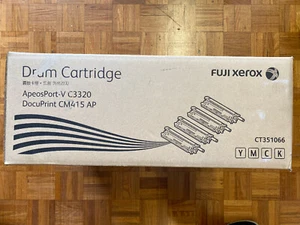 Drum Cartridge
FUJI xerox
ApeosPort-V C3320
DocuPrint CM415 AP
CT351066
Y M C K